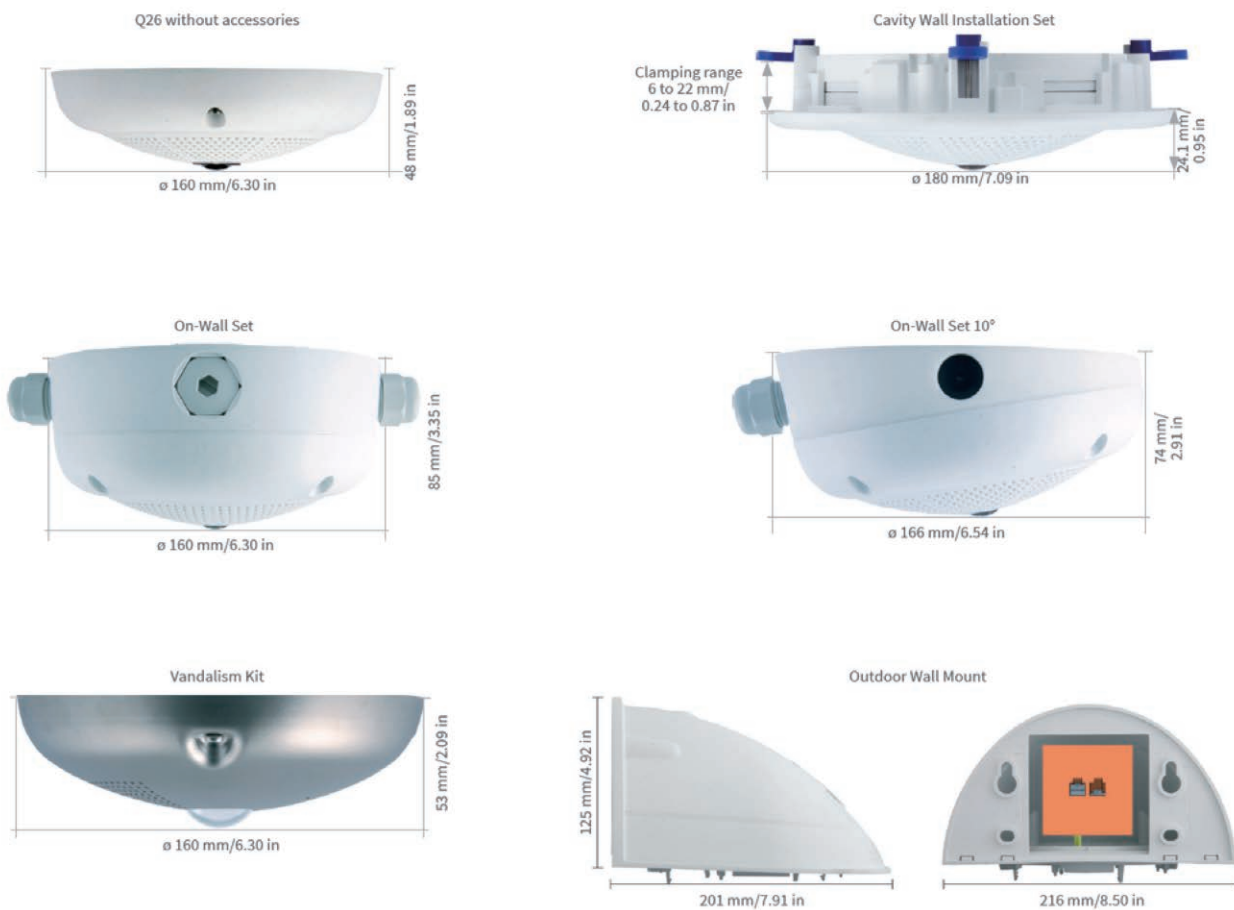 Q26 without accessories
48 mm/1.89 in
ø 160 mm/6.30 in
Cavity Wall Installation Set
Clamping range
6 to 22 mm/
0.24 to 0.87 in
24.1 mm/
0.95 in
ø 180 mm/7.09 in
On-Wall Set
85 mm/3.35 in
ø 160 mm/6.30 in
On-Wall Set 10°
74 mm/
2.91 in
ø 166 mm/6.54 in
Vandalism Kit
53 mm/2.09 in
ø 160 mm/6.30 in
Outdoor Wall Mount
125 mm/4.92 in
201 mm/7.91 in
216 mm/8.50 in